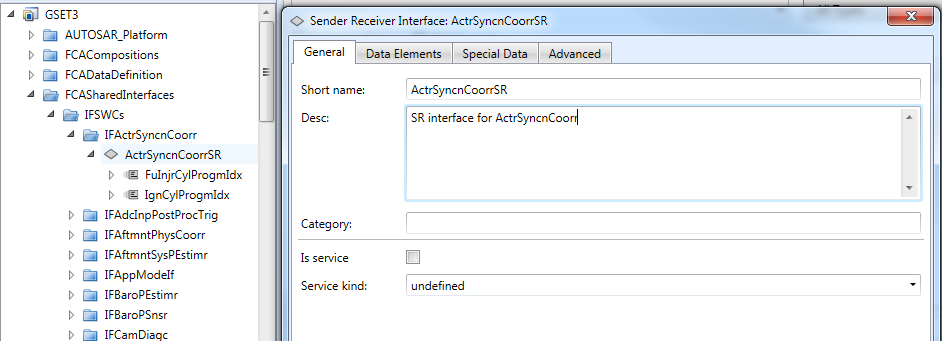 GSET3
AUTOSAR_Platform
FCACompositions
FCADataDefinition
FCASharedInterfaces
IFSWCs
IFActrSyncnCoorr
ActrSyncnCoorrSR
FuInjrCylProgmIdx
IgnCylProgmIdx
IFAdcInpPostProcTrig
IFAftmntPhysCoorr
IFAftmntSysPEstimr
IFAppModeIf
IFBaroPEstimr
IFBaroPSnsr
IFCamDiagc
Sender Receiver Interface: ActrSyncnCoorrSR
General Data Elements Special Data Advanced
Short name: ActrSyncnCoorrSR
Desc: SR interface for ActrSyncnCoorr
Category:
Is service
Service kind: undefined